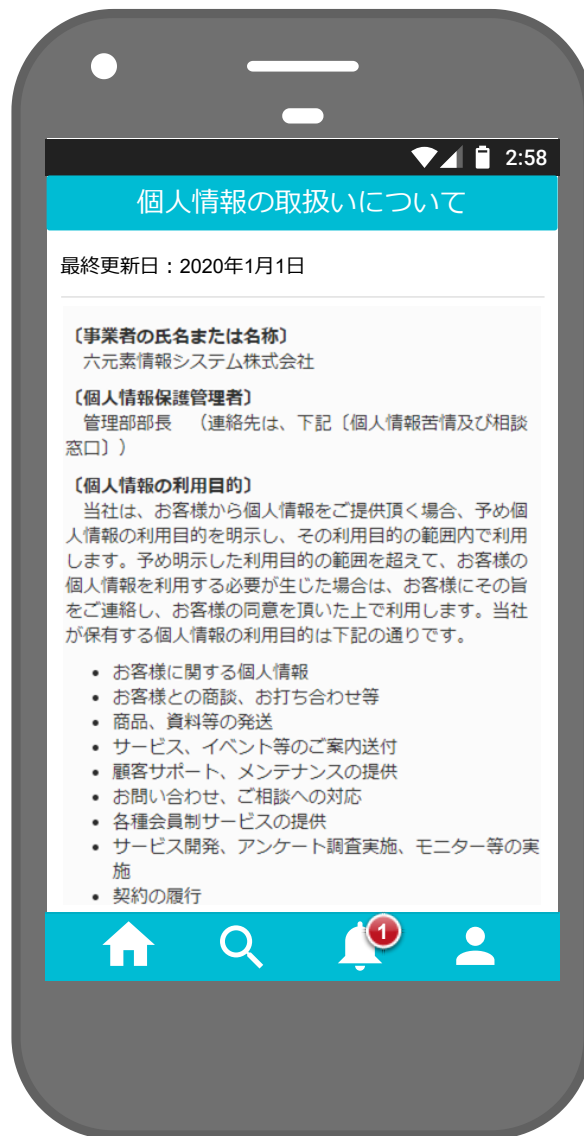 2:58
個人情報の取扱いについて
最終更新日：2020年1月1日
〔事業者の氏名または名称〕
六元素情報システム株式会社
〔個人情報保護管理者〕
管理部部長　（連絡先は、下記〔個人情報苦情及び相談
窓口〕）
〔個人情報の利用目的〕
当社は、お客様から個人情報をご提供頂く場合、予め個
人情報の利用目的を明示し、その利用目的の範囲内で利用
します。予め明示した利用目的の範囲を超えて、お客様の
個人情報を利用する必要が生じた場合は、お客様にその旨
をご連絡し、お客様の同意を頂いた上で利用します。当社
が保有する個人情報の利用目的は下記の通りです。
• お客様に関する個人情報
• お客様との商談、お打ち合わせ等
• 商品、資料等の発送
• サービス、イベント等のご案内送付
• 顧客サポート、メンテナンスの提供
• お問い合わせ、ご相談への対応
• 各種会員制サービスの提供
• サービス開発、アンケート調査実施、モニター等の実
施
• 契約の履行
1